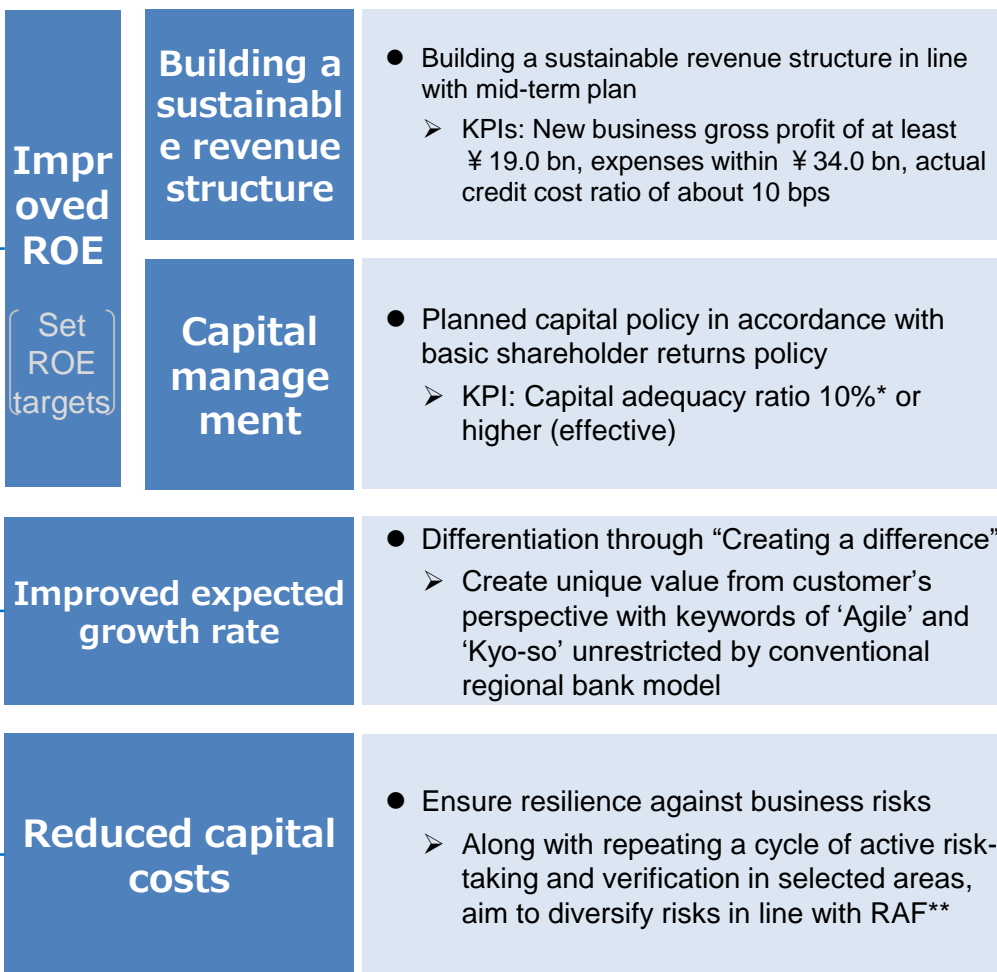 Impr
oved
ROE
Set
ROE
targets
Building a
sustainabl
e revenue
structure
● Building a sustainable revenue structure in line
with mid-term plan
➢ KPIs: New business gross profit of at least
¥19.0 bn, expenses within ¥34.0 bn, actual
credit cost ratio of about 10 bps
Capital
manage
ment
● Planned capital policy in accordance with
basic shareholder returns policy
➢ KPI: Capital adequacy ratio 10%* or
higher (effective)
Improved expected
growth rate
● Differentiation through “Creating a difference”
➢ Create unique value from customer’s
perspective with keywords of ‘Agile’ and
‘Kyo-so’ unrestricted by conventional
regional bank model
Reduced capital
costs
● Ensure resilience against business risks
➢ Along with repeating a cycle of active risk-
taking and verification in selected areas,
aim to diversify risks in line with RAF**